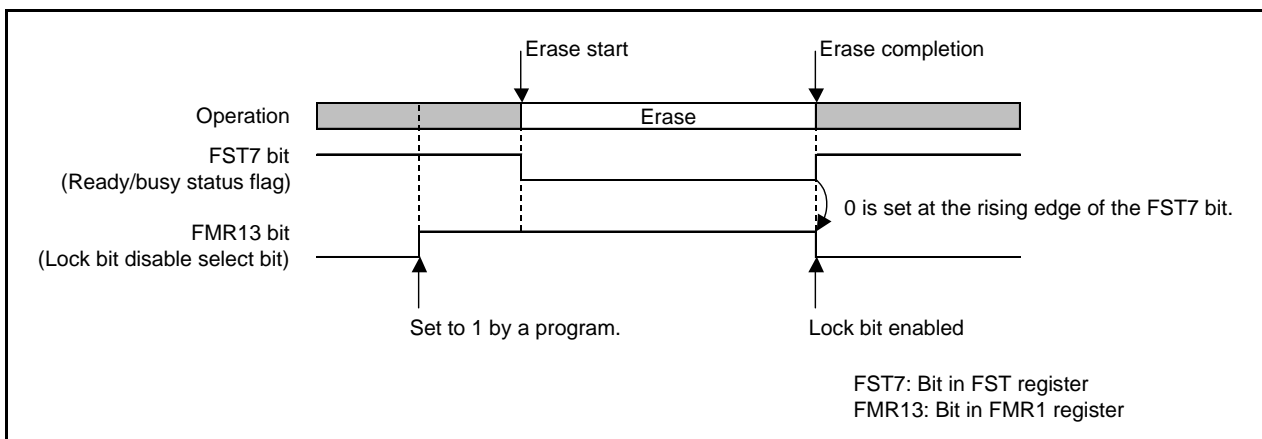 Erase start
Erase completion
Operation
Erase
FST7 bit
(Ready/busy status flag)
0 is set at the rising edge of the FST7 bit.
FMR13 bit
(Lock bit disable select bit)
Set to 1 by a program.
Lock bit enabled
FST7: Bit in FST register
FMR13: Bit in FMR1 register